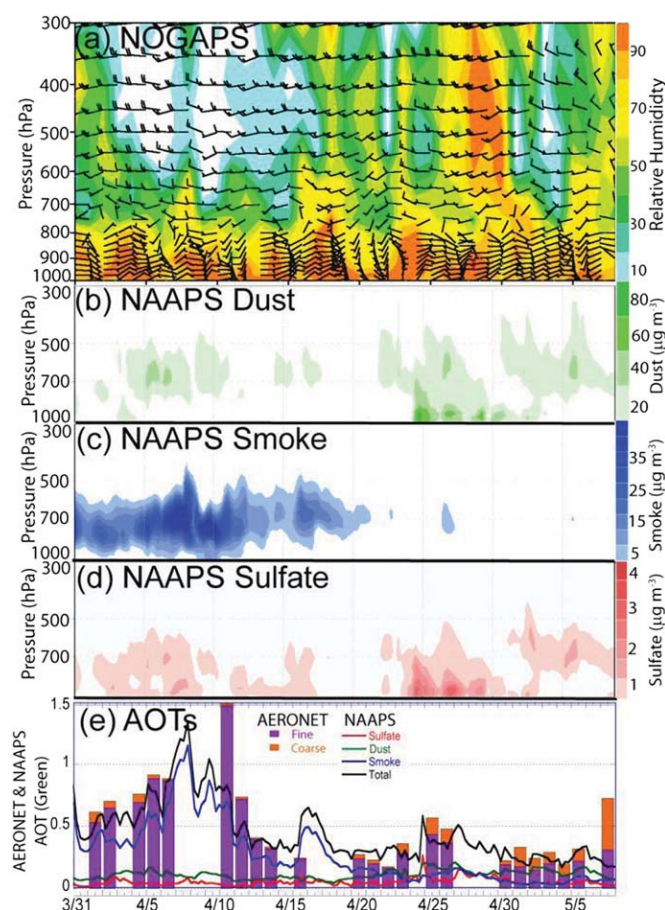 300
(a) NOGAPS
400
500
600
700
800
900
1000
Pressure (hPa)
90
70
50
30
10
Relative Humidity
300
(b) NAAPS Dust
500
700
1000
Pressure (hPa)
80
60
40
20
Dust (μg m-3)
300
(c) NAAPS Smoke
500
700
1000
Pressure (hPa)
35
25
15
5
Smoke (μg m-3)
300
(d) NAAPS Sulfate
500
700
Pressure (hPa)
4
3
2
1
Sulfate (μg m-3)
1.5
(e) AOTs
1
0.5
0
AERONET & NAAPS
AOT (Green)
AERONET
Fine
Coarse
NAAPS
Sulfate
Dust
Smoke
Total
3/31 4/5 4/10 4/15 4/20 4/25 4/30 5/5